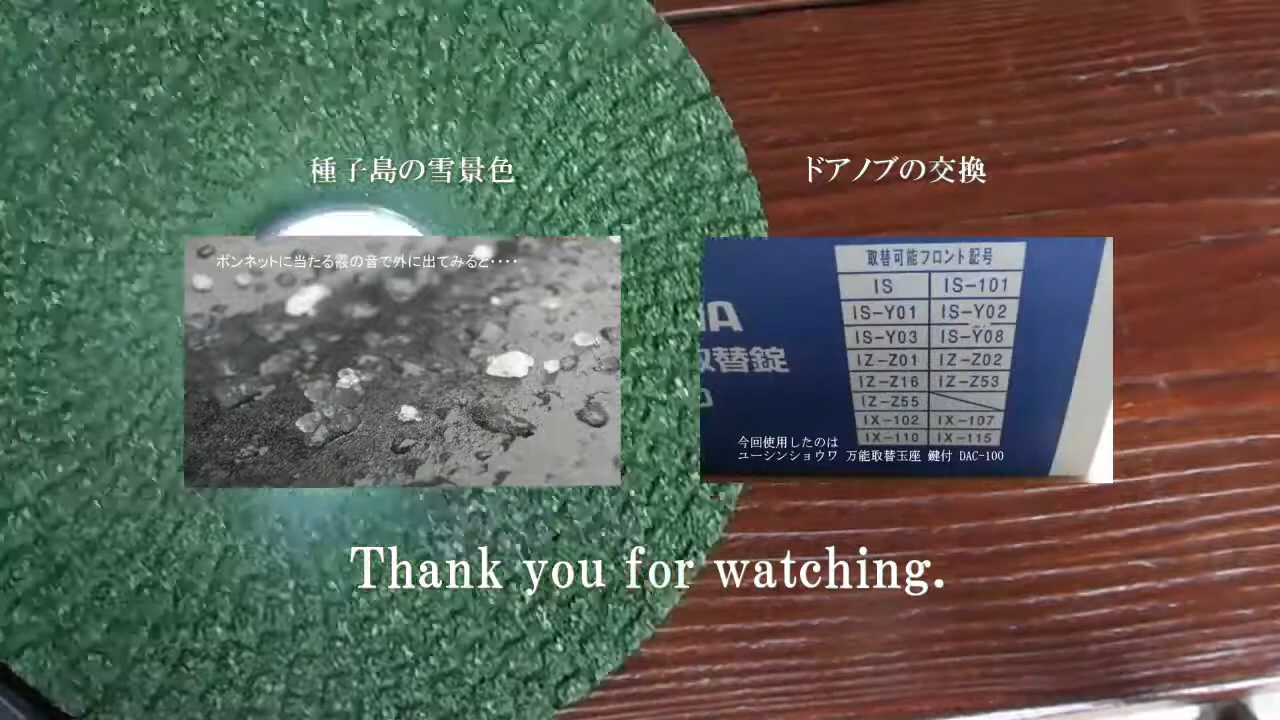 種子島の雪景色
ドアノブの交換
ボンネットに当たる霰の音で外に出てみると・・・・
取替可能フロント記号
IS IS-101
IS-Y01 IS-Y02
IS-Y03 IS-Y08
IZ-Z01 IZ-Z02
IZ-Z16 IZ-Z53
IZ-Z55
IX-102 IX-107
IX-110 IX-115
A
取替錠
今回使用したのは
ユーシンショウワ 万能取替玉座 鍵付 DAC-100
Thank you for watching.